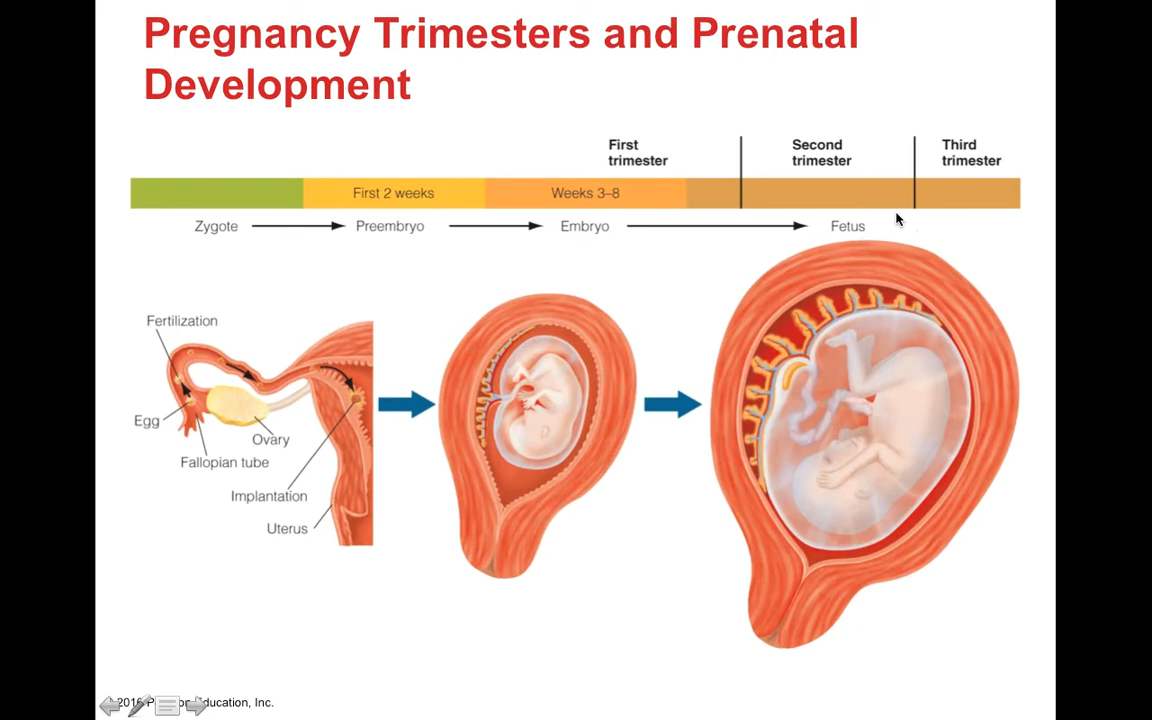 Pregnancy Trimesters and Prenatal
Development
First
trimester
Second
trimester
Third
trimester
First 2 weeks
Weeks 3–8
Zygote
Preembryo
Embryo
Fetus
Fertilization
Egg
Ovary
Fallopian tube
Implantation
Uterus
Education, Inc.